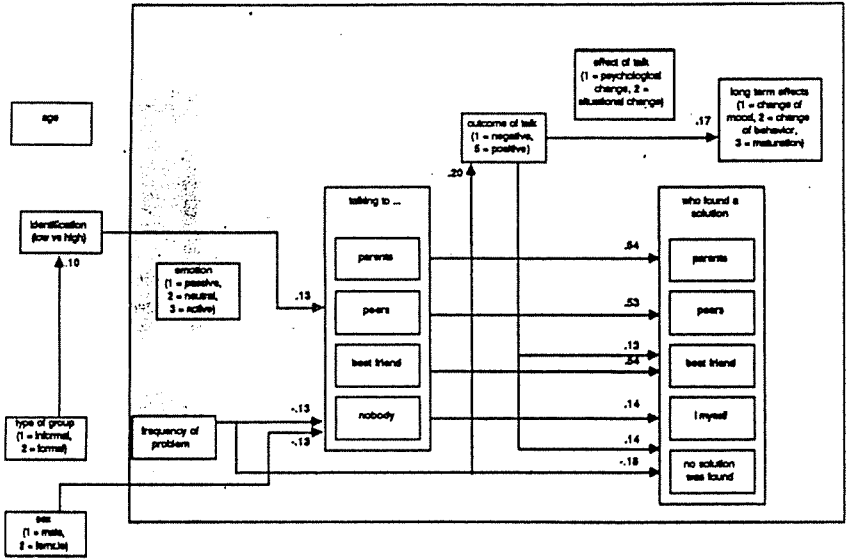 age
identification
(low vs high)
.10
type of group
(1 = informal,
2 = formal)
sex
(1 = male,
2 = female)
emotion
(1 = passive,
2 = neutral,
3 = active)
frequency of
problem
.13
-.13
-.13
talking to ...
parents
peers
best friend
nobody
outcome of talk
(1 = negative,
5 = positive)
.20
effect of talk
(1 = psychological
change, 2 =
situational change)
.17
long term effects
(1 = change of
mood, 2 = change
of behavior,
3 = maturation)
.54
.53
.13
.54
.14
.14
-.18
who found a
solution
parents
peers
best friend
I myself
no solution
was found